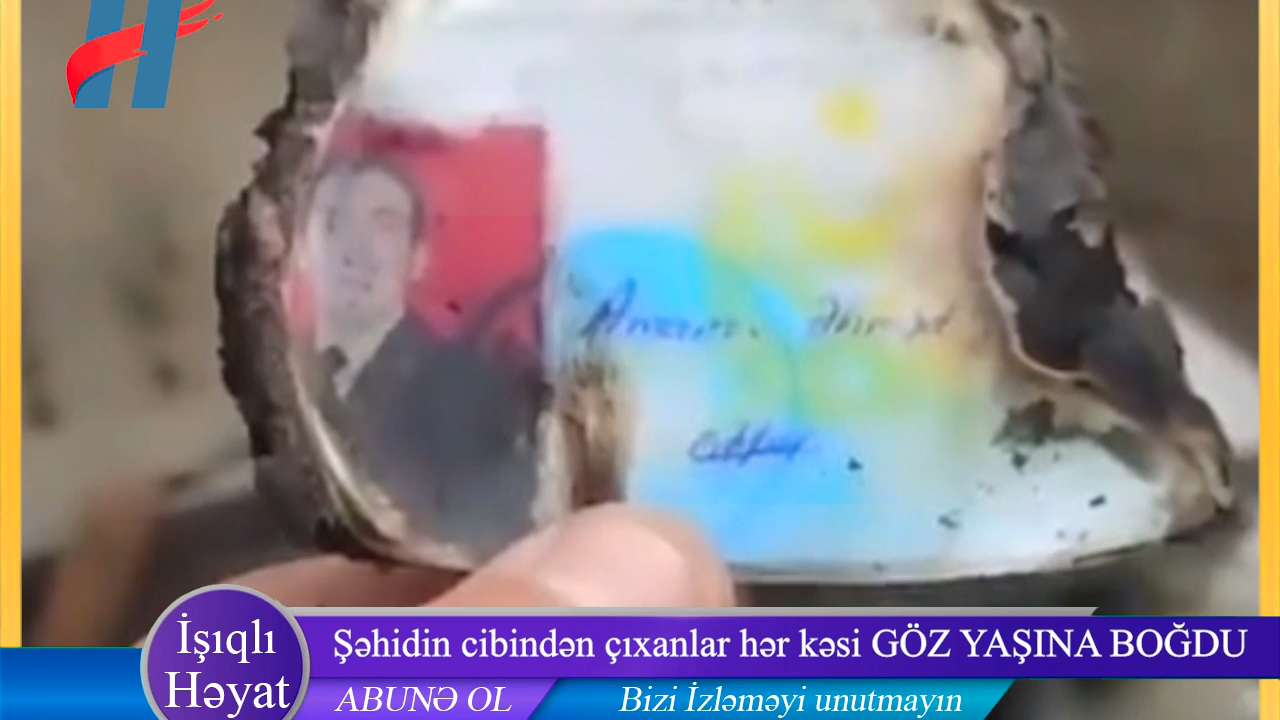 Şəhidin cibindən çıxanlar hər kəsi GÖZ YAŞINA BOĞDU
İşıqlı
Həyat
ABUNƏ OL
Bizi İzləməyi unutmayın